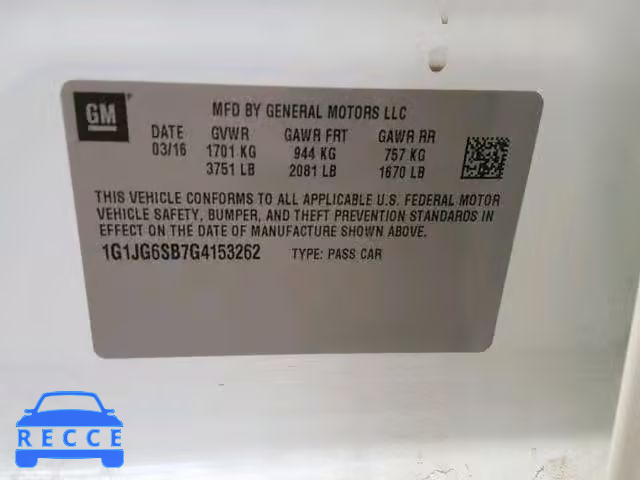 GM
MFD BY GENERAL MOTORS LLC
DATE GVWR GAWR FRT GAWR RR
03/16 1701 KG 944 KG 757 KG
3751 LB 2081 LB 1670 LB
THIS VEHICLE CONFORMS TO ALL APPLICABLE U.S. FEDERAL MOTOR
VEHICLE SAFETY, BUMPER, AND THEFT PREVENTION STANDARDS IN
EFFECT ON THE DATE OF MANUFACTURE SHOWN ABOVE.
1G1JG6SB7G4153262 TYPE: PASS CAR
RECCE